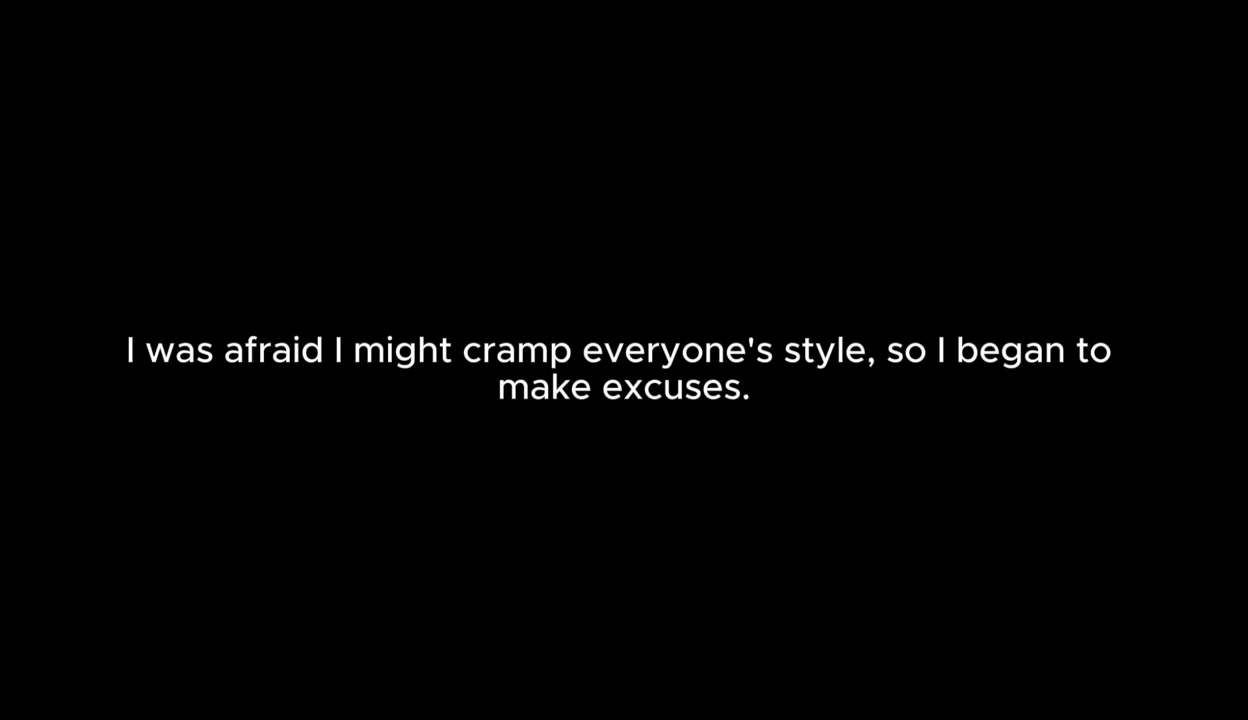 I was afraid I might cramp everyone's style, so I began to
make excuses.